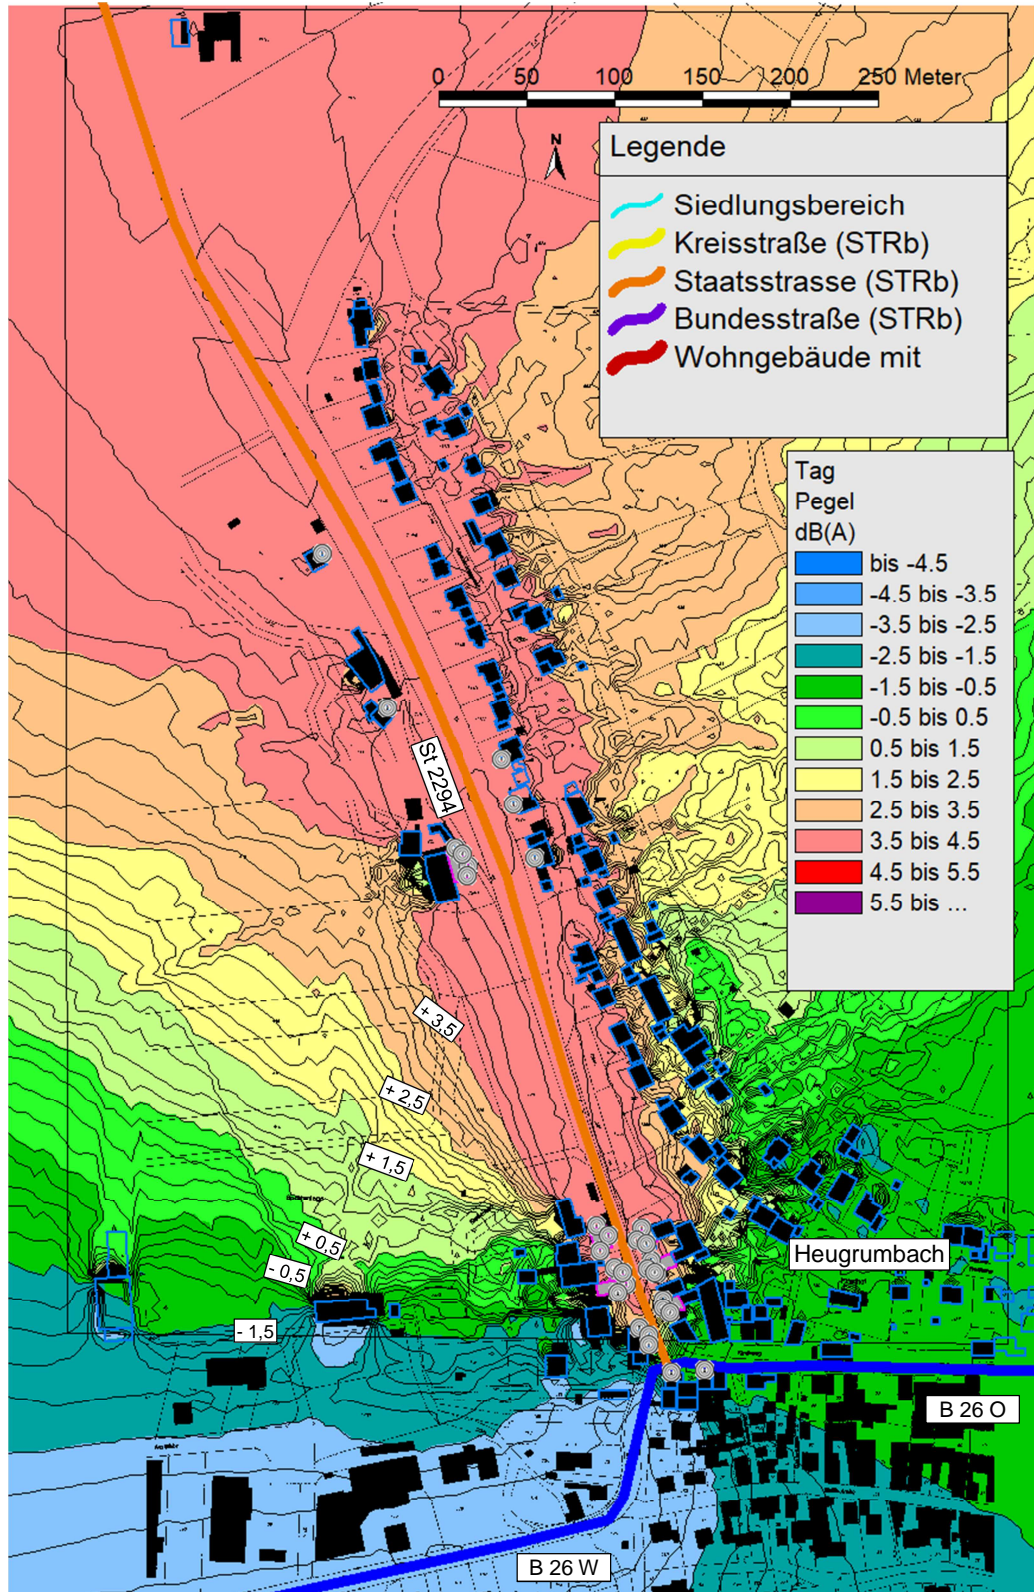 0 50 100 150 200 250 Meter
N
Legende
Siedlungsbereich
Kreisstraße (STRb)
Staatsstrasse (STRb)
Bundesstraße (STRb)
Wohngebäude mit
Tag
Pegel
dB(A)
bis -4.5
-4.5 bis -3.5
-3.5 bis -2.5
-2.5 bis -1.5
-1.5 bis -0.5
-0.5 bis 0.5
0.5 bis 1.5
1.5 bis 2.5
2.5 bis 3.5
3.5 bis 4.5
4.5 bis 5.5
5.5 bis ...
St 2294
+ 3,5
+ 2,5
+ 1,5
+ 0,5
- 0,5
- 1,5
Heugrumbach
B 26 O
B 26 W